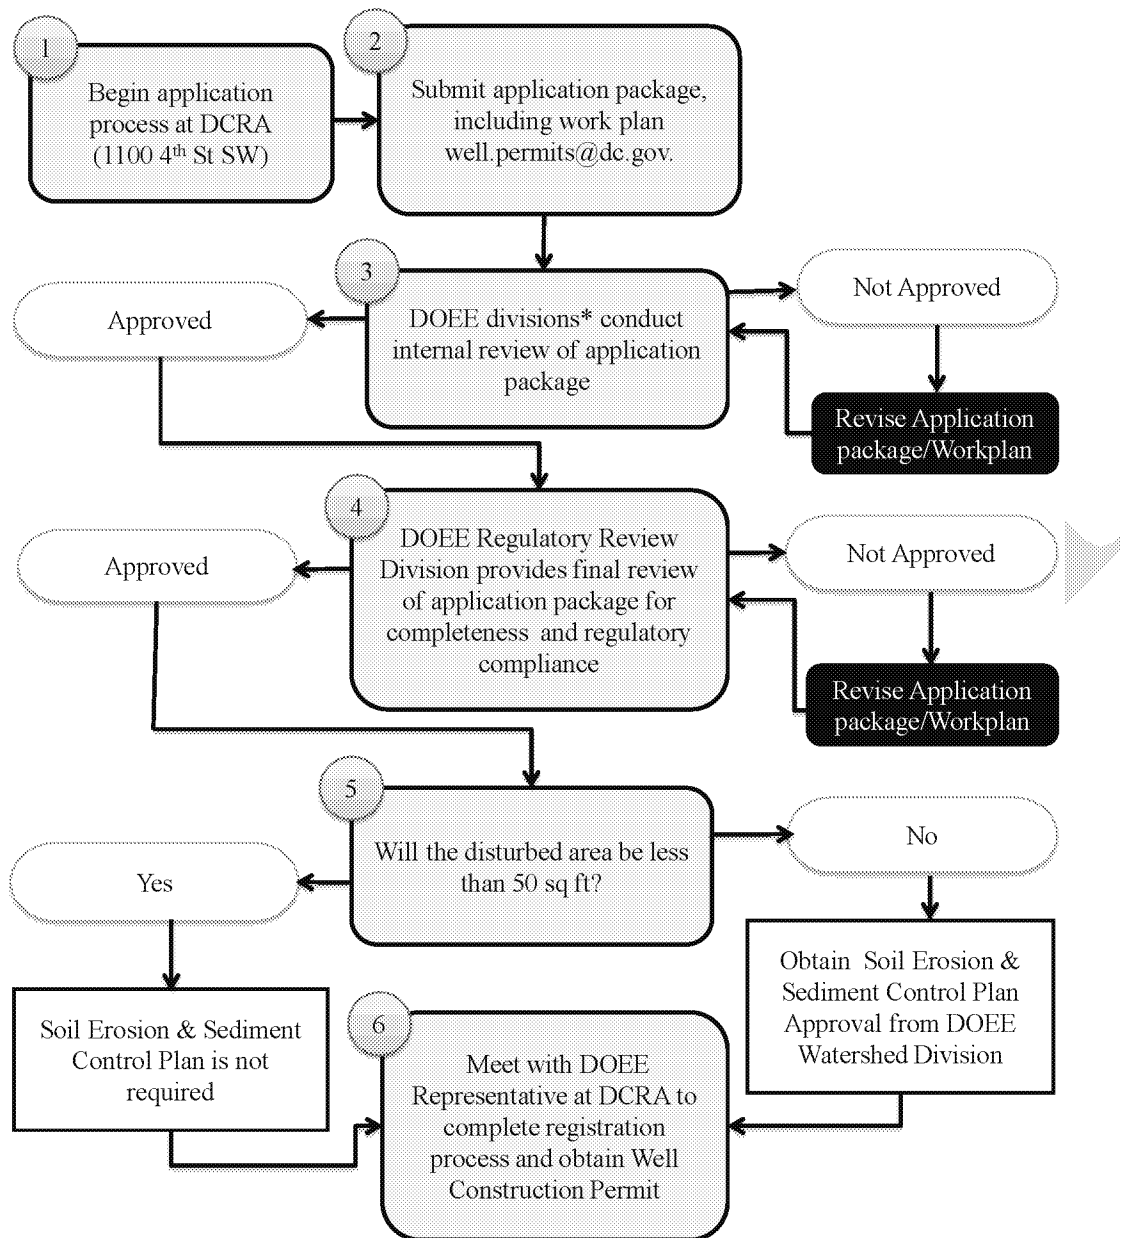 1
Begin application
process at DCRA
(1100 4th St SW)
2
Submit application package,
including work plan
well.permits@dc.gov.
3
DOEE divisions* conduct
internal review of application
package
Approved
Not Approved
Revise Application
package/Workplan
4
DOEE Regulatory Review
Division provides final review
of application package for
completeness and regulatory
compliance
Approved
Not Approved
Revise Application
package/Workplan
5
Will the disturbed area be less
than 50 sq ft?
Yes
No
Soil Erosion & Sediment
Control Plan is not
required
Obtain Soil Erosion &
Sediment Control Plan
Approval from DOEE
Watershed Division
6
Meet with DOEE
Representative at DCRA to
complete registration
process and obtain Well
Construction Permit